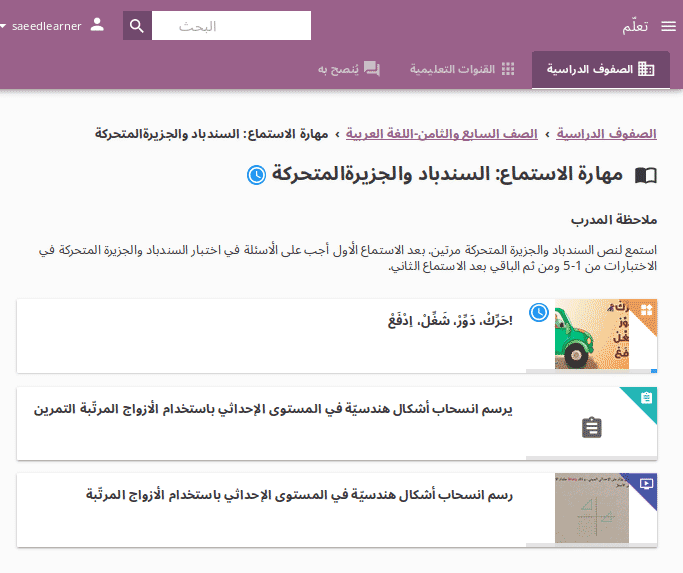 تعلّم
البحث
saeedlearner
الصفوف الدراسية
القنوات التعليمية
يُنصح به
الصفوف الدراسية › الصف السابع والثامن-اللغة العربية › مهارة الاستماع: السندباد والجزيرةالمتحركة
مهارة الاستماع: السندباد والجزيرةالمتحركة
ملاحظة المدرب
استمع لنص السندباد والجزيرة المتحركة مرتين. بعد الاستماع الأول أجب على الأسئلة في اختبار السندباد والجزيرة المتحركة في
الاختبارات من 1-5 ومن ثم الباقي بعد الاستماع الثاني.
!حَرِّكْ، دَوِّرْ، شَغِّلْ، اِدْفَعْ
يرسم انسحاب أشكال هندسيّة في المستوى الإحداثي باستخدام الأزواج المرتّبة التمرين
رسم انسحاب أشكال هندسيّة في المستوى الإحداثي باستخدام الأزواج المرتّبة